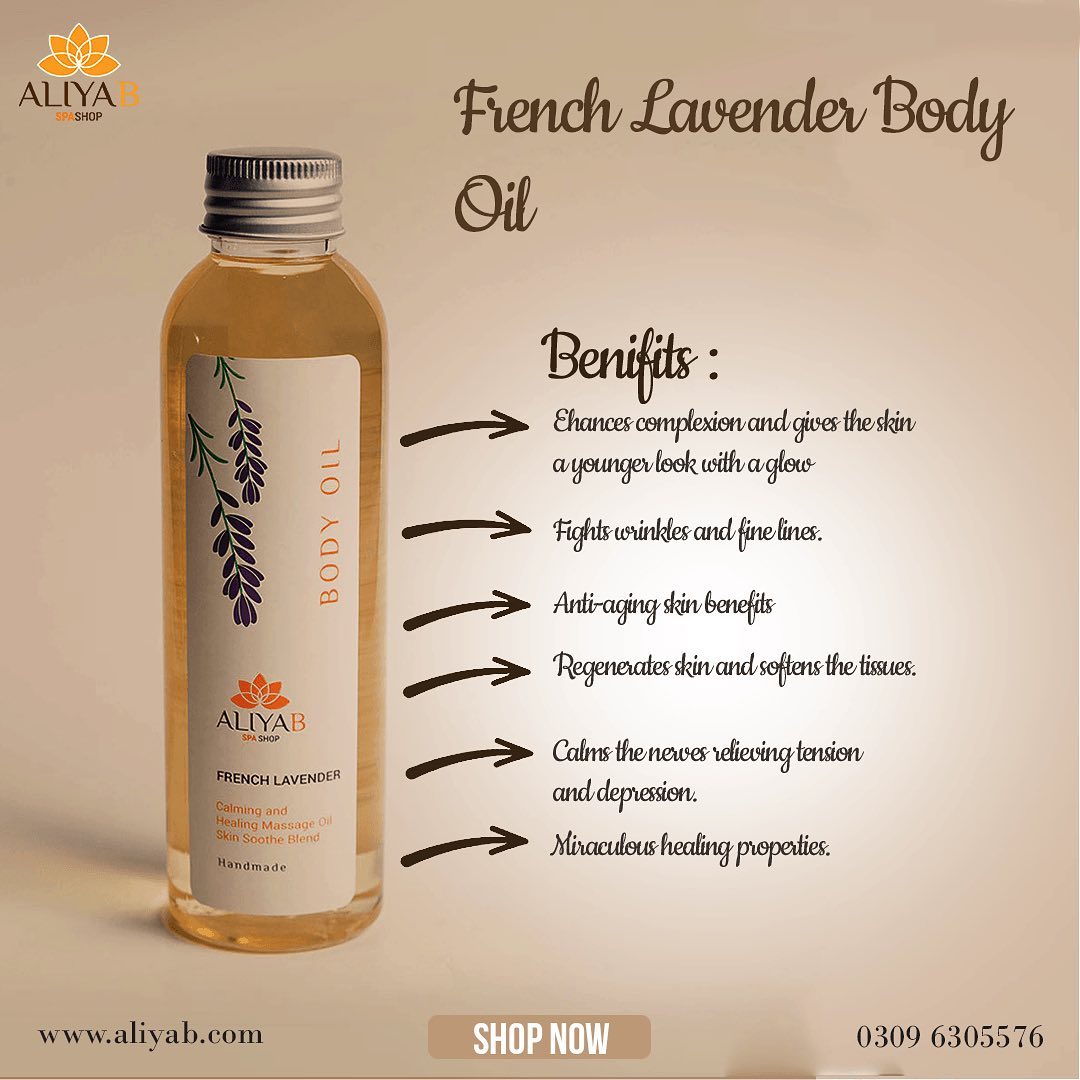 ALIYAB
SPASHOP
French Lavender Body
Oil
Benifits :
Ehances complexion and gives the skin
a younger look with a glow
Fights wrinkles and fine lines.
Anti-aging skin benefits
Regenerates skin and softens the tissues.
Calms the nerves relieving tension
and depression.
Miraculous healing properties.
BODY OIL
ALIYAB
SPA SHOP
FRENCH LAVENDER
Calming and
Healing Massage Oil
Skin Soothe Blend
Handmade
www.aliyab.com
SHOP NOW
0309 6305576